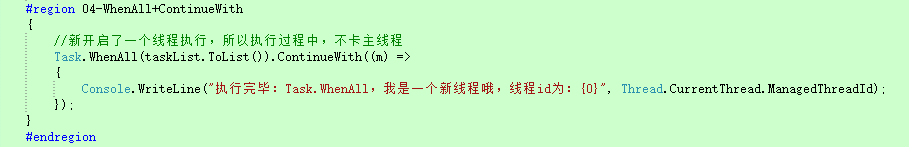 #region 04-WhenAll+ContinueWith
{
//新开启了一个线程执行，所以执行过程中，不卡主线程
Task.WhenAll(taskList.ToList()).ContinueWith((m) =>
{
Console.WriteLine("执行完毕：Task.WhenAll，我是一个新线程哦，线程id为：{0}", Thread.CurrentThread.ManagedThreadId);
});
}
#endregion